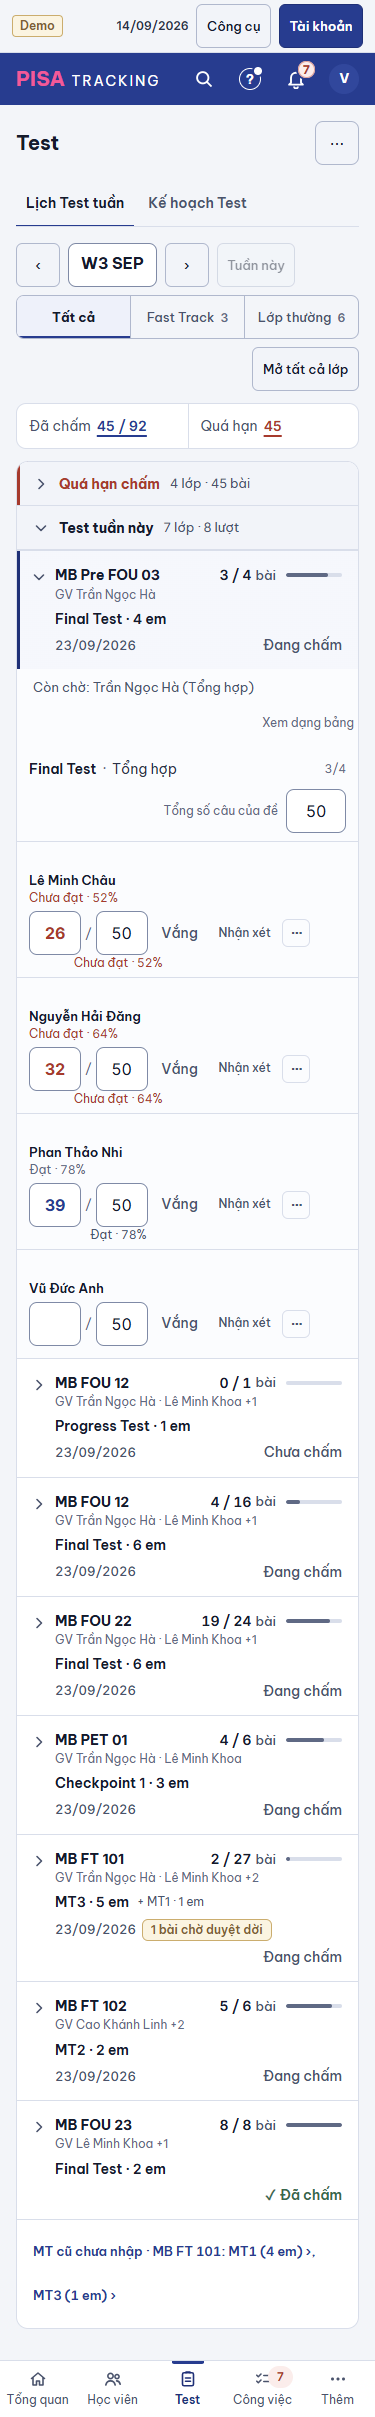 Demo 14/09/2026 Công cụ Tài khoản
PISA TRACKING ? 7 V
Test ...
Lịch Test tuần Kế hoạch Test
‹ W3 SEP › Tuần này
Tất cả Fast Track 3 Lớp thường 6
Mở tất cả lớp
Đã chấm 45 / 92 Quá hạn 45
Quá hạn chấm 4 lớp · 45 bài
Test tuần này 7 lớp · 8 lượt
MB Pre FOU 03 3 / 4 bài
GV Trần Ngọc Hà
Final Test · 4 em
23/09/2026 Đang chấm
Còn chờ: Trần Ngọc Hà (Tổng hợp)
Xem dạng bảng
Final Test · Tổng hợp 3/4
Tổng số câu của đề 50
Lê Minh Châu
Chưa đạt · 52%
26 / 50 Vắng Nhận xét ...
Chưa đạt · 52%
Nguyễn Hải Đăng
Chưa đạt · 64%
32 / 50 Vắng Nhận xét ...
Chưa đạt · 64%
Phan Thảo Nhi
Đạt · 78%
39 / 50 Vắng Nhận xét ...
Đạt · 78%
Vũ Đức Anh
/ 50 Vắng Nhận xét ...
MB FOU 12 0 / 1 bài
GV Trần Ngọc Hà · Lê Minh Khoa +1
Progress Test · 1 em
23/09/2026 Chưa chấm
MB FOU 12 4 / 16 bài
GV Trần Ngọc Hà · Lê Minh Khoa +1
Final Test · 6 em
23/09/2026 Đang chấm
MB FOU 22 19 / 24 bài
GV Trần Ngọc Hà · Lê Minh Khoa +1
Final Test · 6 em
23/09/2026 Đang chấm
MB PET 01 4 / 6 bài
GV Trần Ngọc Hà · Lê Minh Khoa
Checkpoint 1 · 3 em
23/09/2026 Đang chấm
MB FT 101 2 / 27 bài
GV Trần Ngọc Hà · Lê Minh Khoa +2
MT3 · 5 em + MT1 · 1 em
23/09/2026 1 bài chờ duyệt dời
Đang chấm
MB FT 102 5 / 6 bài
GV Cao Khánh Linh +2
MT2 · 2 em
23/09/2026 Đang chấm
MB FOU 23 8 / 8 bài
GV Lê Minh Khoa +1
Final Test · 2 em
✓ Đã chấm
MT cũ chưa nhập · MB FT 101: MT1 (4 em) ›,
MT3 (1 em) ›
7
Tổng quan Học viên Test Công việc Thêm